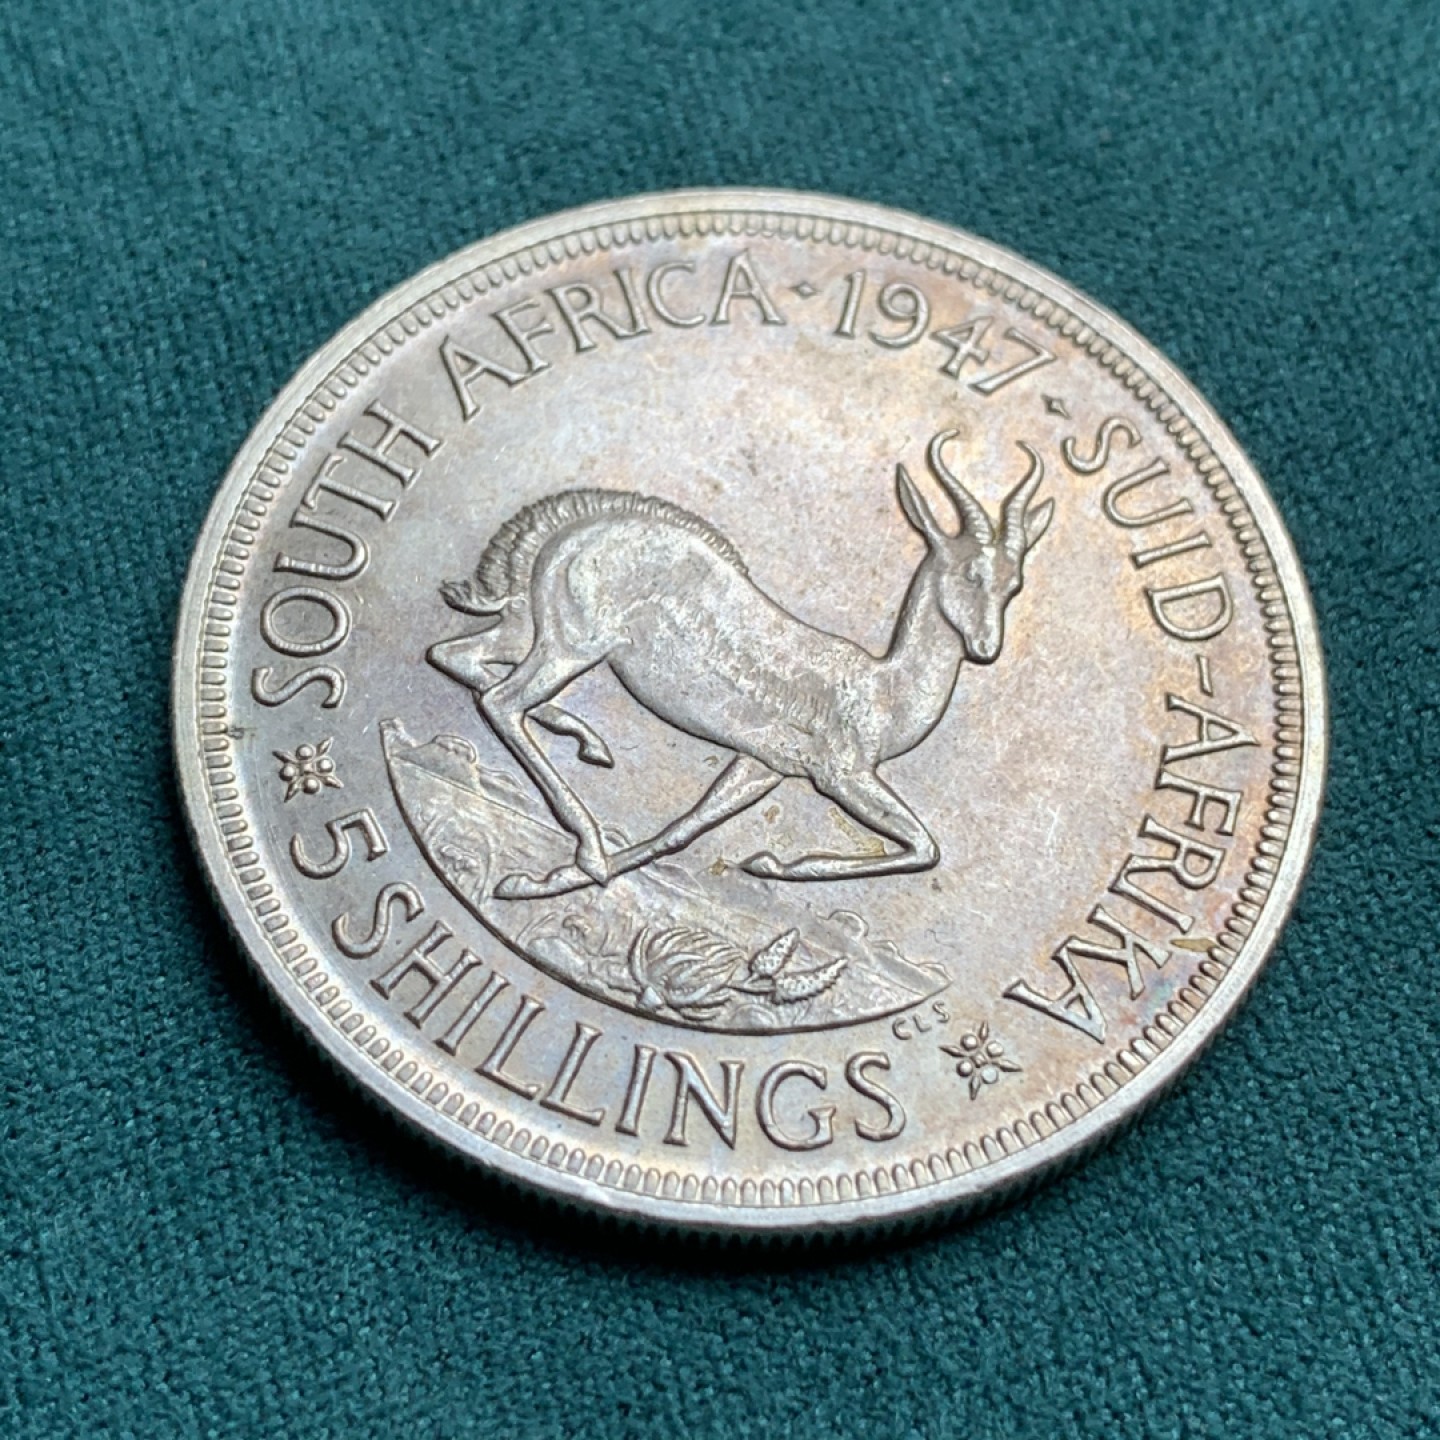 SOUTH AFRICA · 1947 · SUID-AFRIKA
5 SHILLINGS
CLS